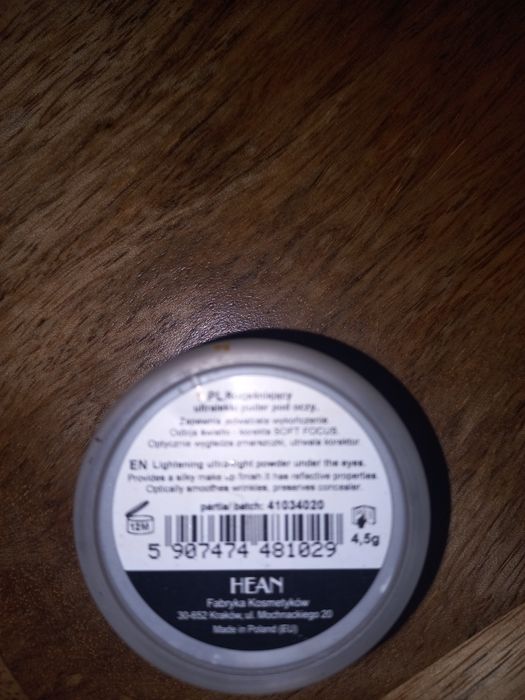 PL Rozjaśniający
ultralekki puder pod oczy.
Zapewnia jedwabiste wykończenie.
Odbija światło - korekta SOFT FOCUS.
Optycznie wygładza zmarszczki, utrwala korektor.
EN Lightening ultra light powder under the eyes.
Provides a silky make up finish it has reflective properties.
Optically smoothes wrinkles, preserves concealer.
partia/ batch: 41034020
12M
4,5g
5 907474 481029
HEAN
Fabryka Kosmetyków
30-652 Kraków, ul. Mochnackiego 20
Made in Poland (EU)